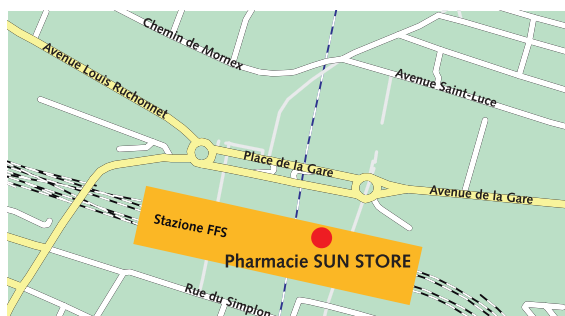 Chemin de Mornex
Avenue Louis Ruchonnet
Avenue Saint-Luce
Place de la Gare
Avenue de la Gare
Stazione FFS
Pharmacie SUN STORE
Rue du Simplon